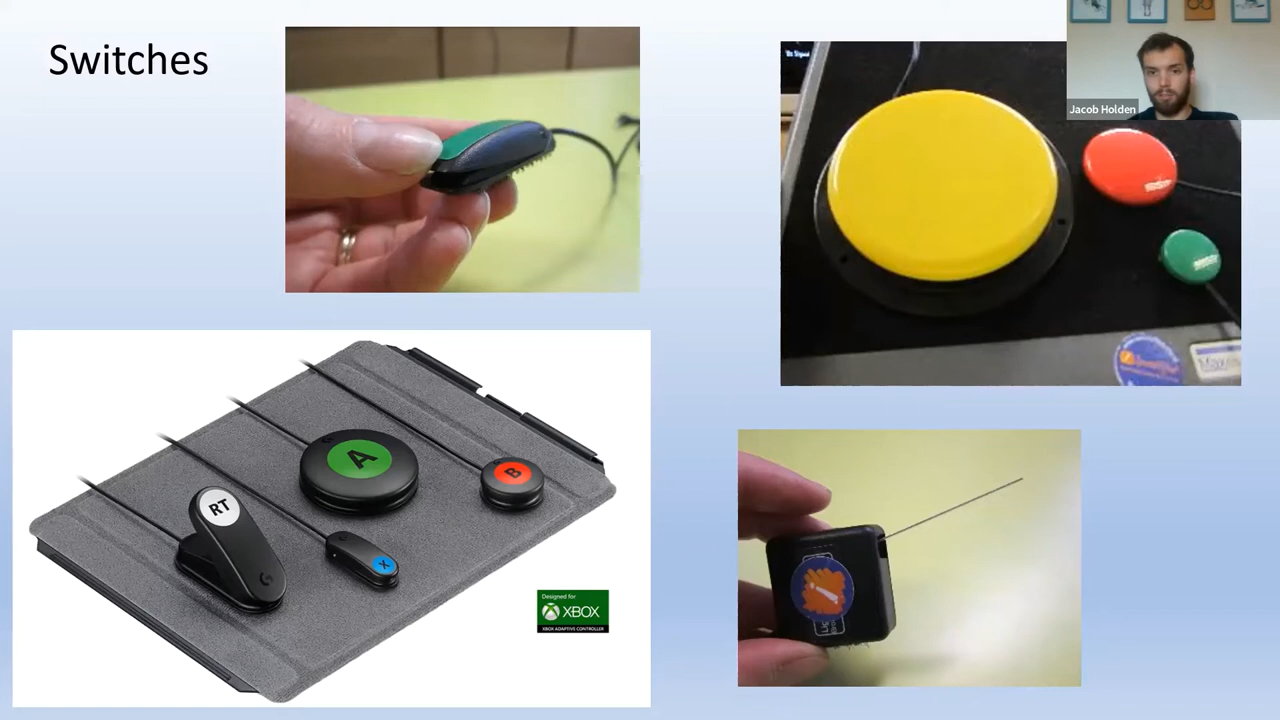 Switches
Jacob Holden
RT
A
B
X
Designed for
XBOX
XBOX ADAPTIVE CONTROLLER